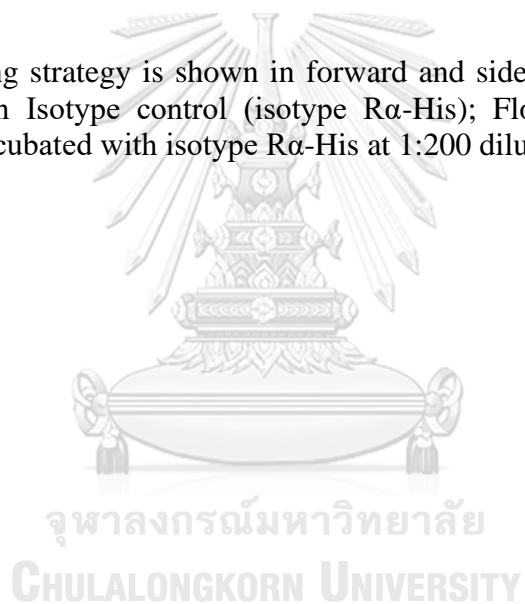 ng strategy is shown in forward and side
n Isotype control (isotype Rα-His); Flo
cubated with isotype Rα-His at 1:200 dilu
จุฬาลงกรณ์มหาวิทยาลัย
CHULALONGKORN UNIVERSITY